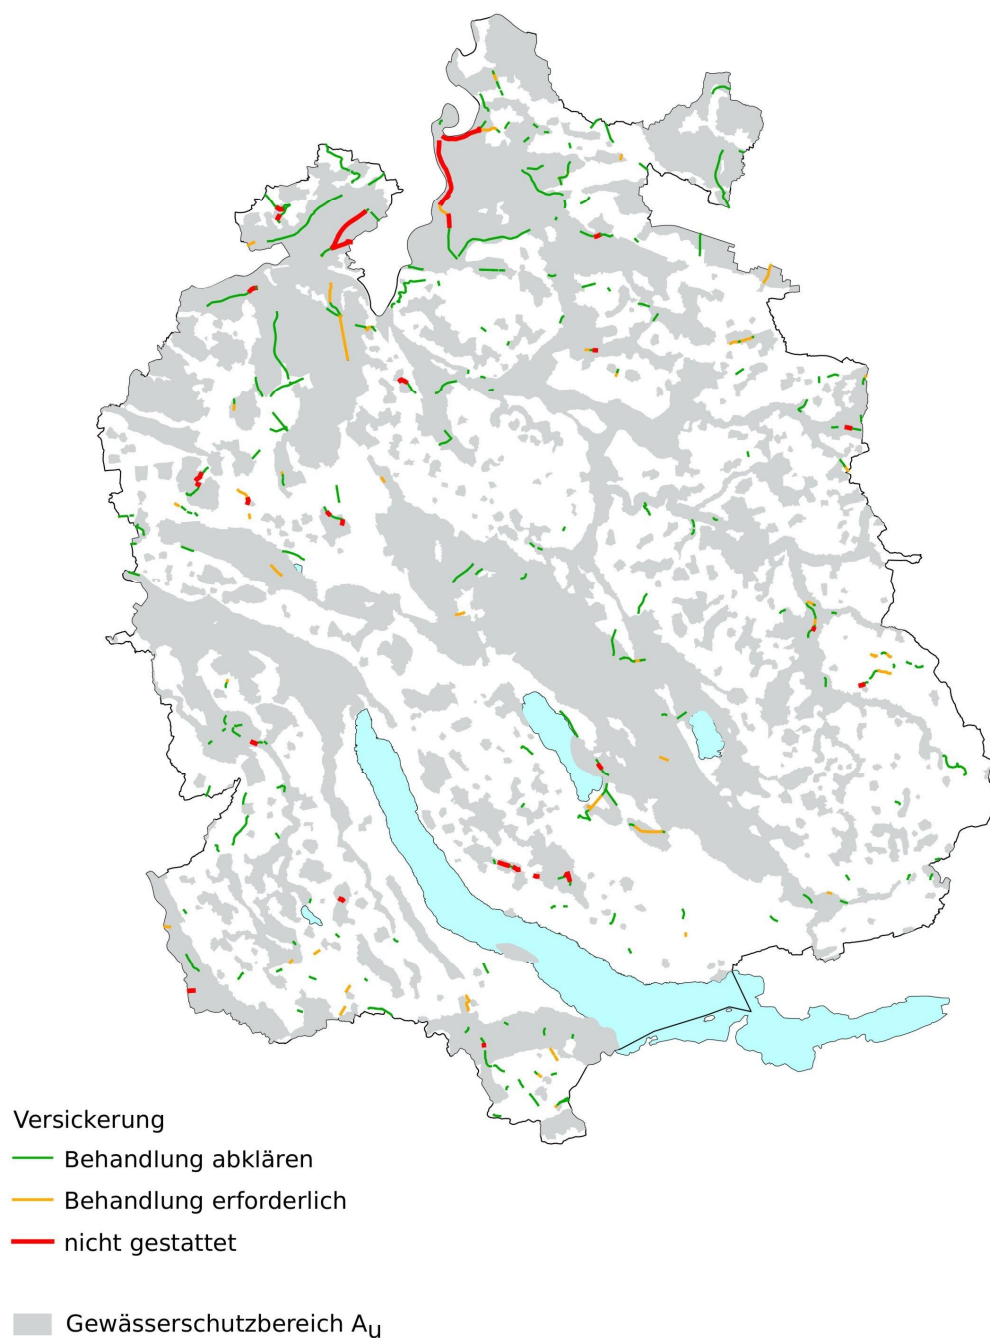 Versickerung
Behandlung abklären
Behandlung erforderlich
nicht gestattet
Gewässerschutzbereich Au